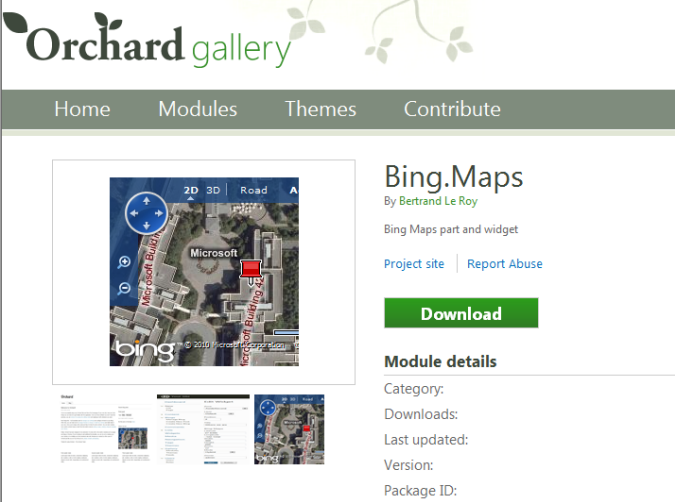 Orchard gallery
Home Modules Themes Contribute
2D 3D Road A
Microsoft
Microsoft Building
Microsoft Building 42
bing
© 2010 Microsoft Corporation
Bing.Maps
By Bertrand Le Roy
Bing Maps part and widget
Project site Report Abuse
Download
Module details
Category:
Downloads:
Last updated:
Version:
Package ID:
bing